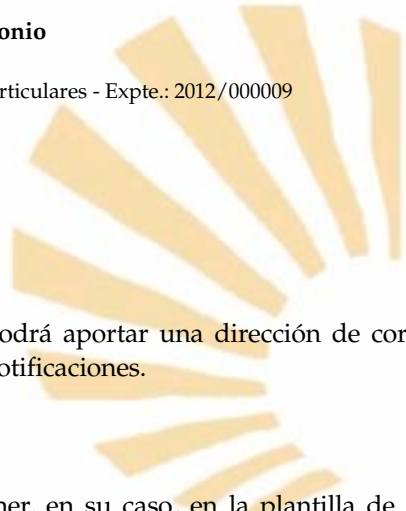 onio
rticulares - Expte.: 2012/000009
odrá aportar una dirección de cor
otificaciones.
ner, en su caso, en la plantilla de